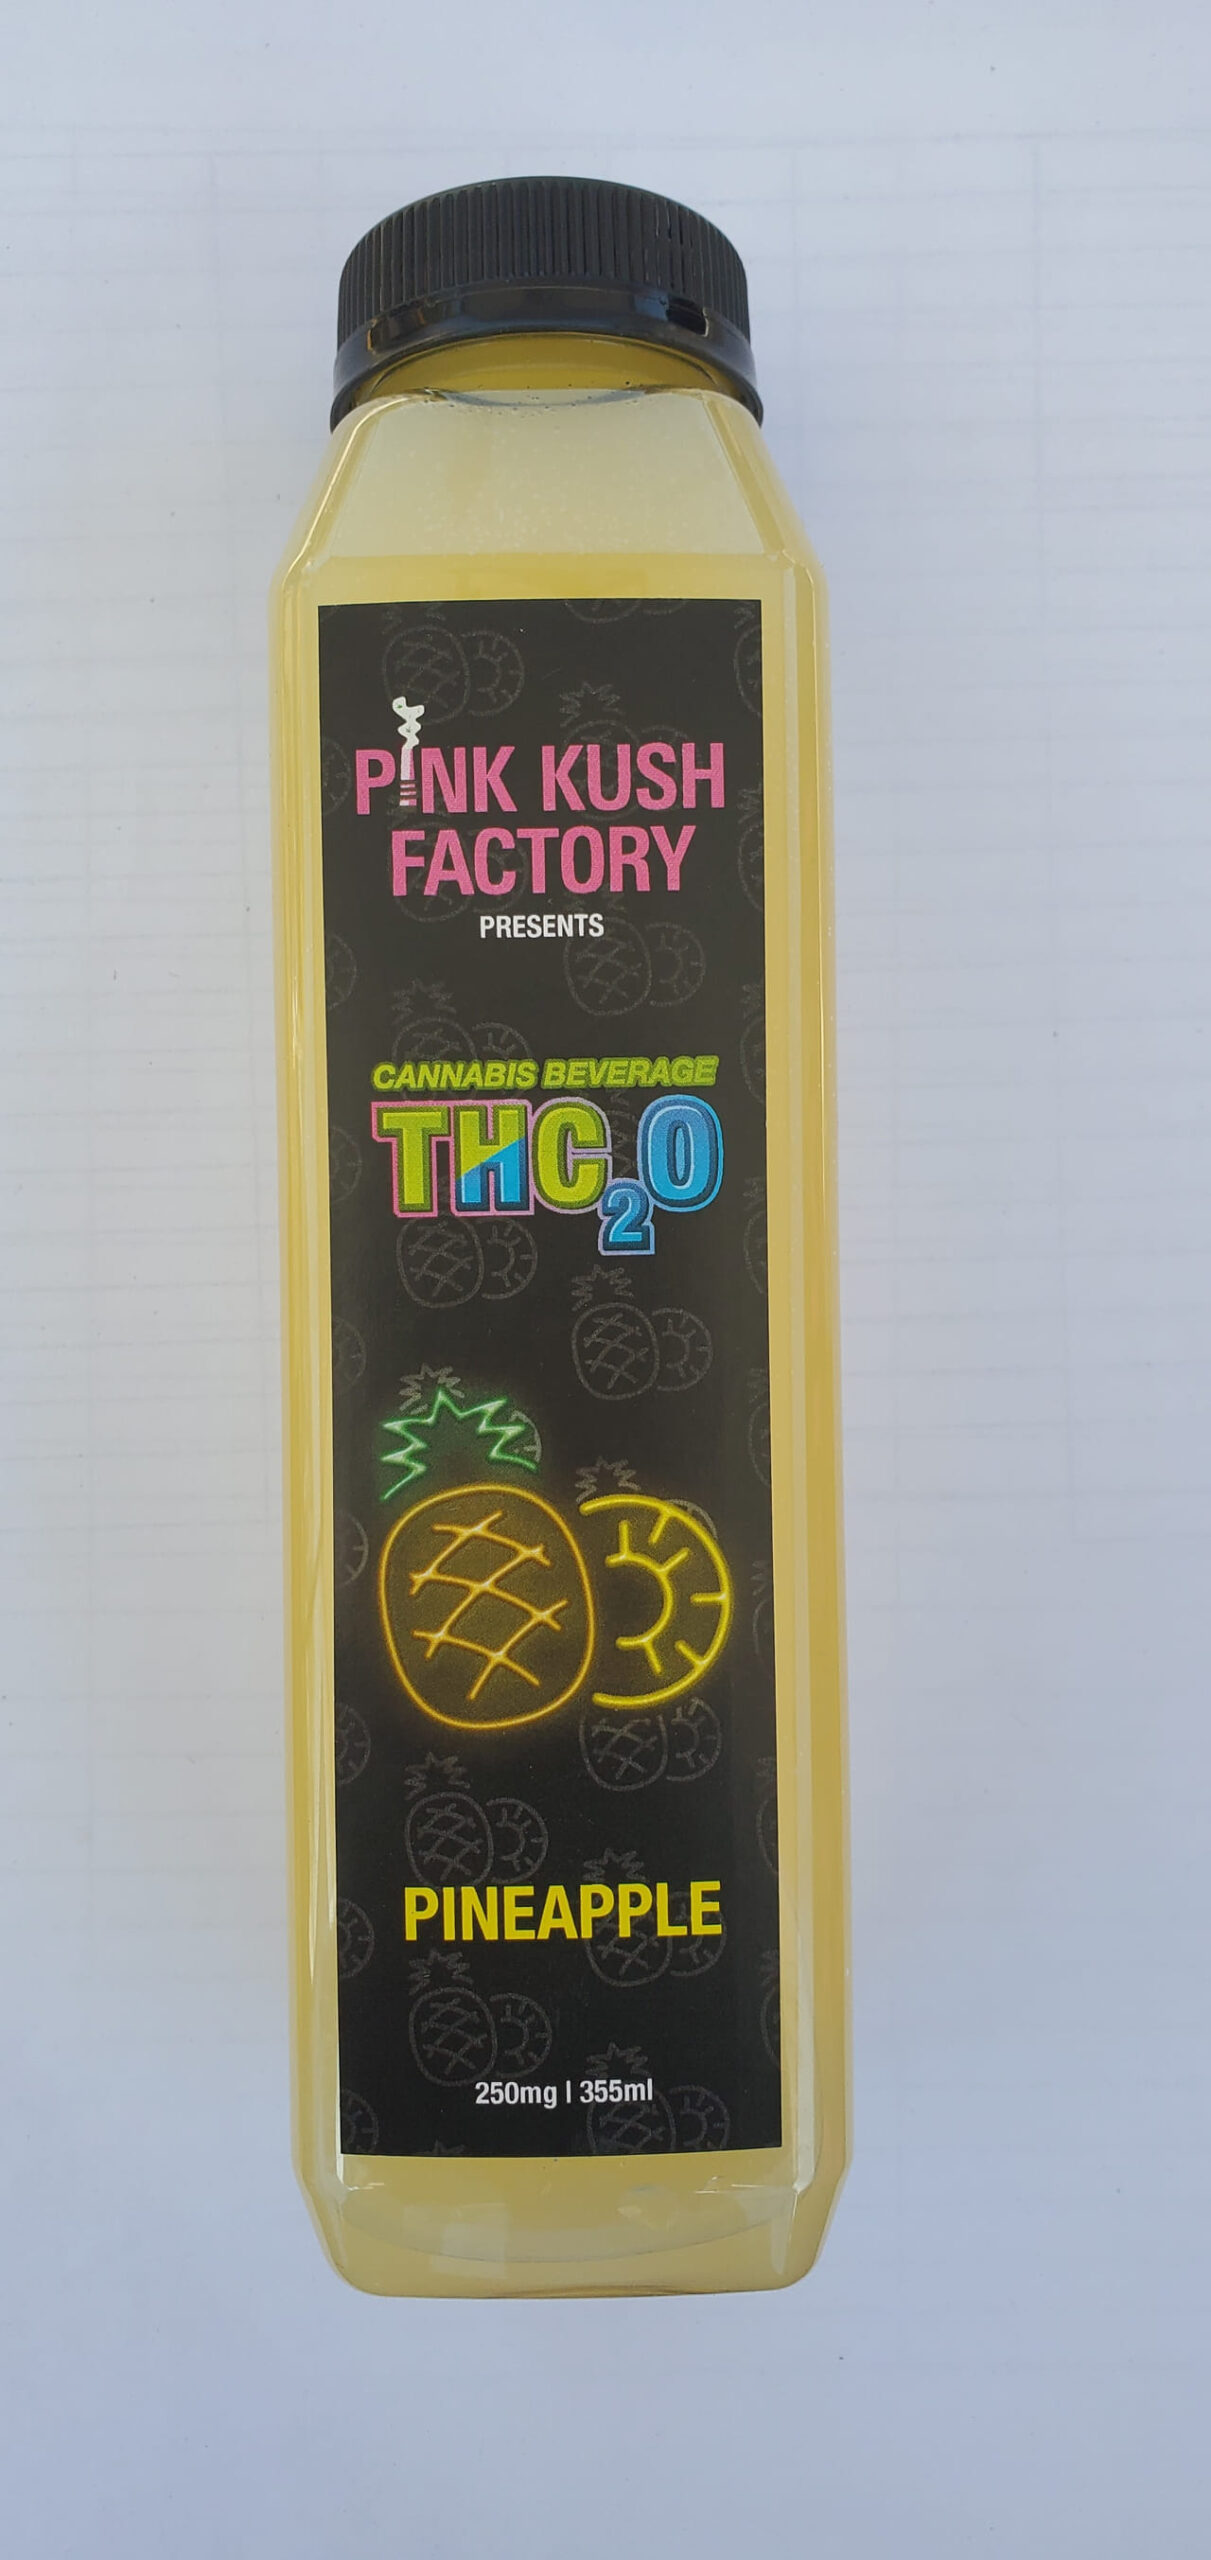 PINK KUSH
FACTORY
PRESENTS
CANNABIS BEVERAGE
THC2O
PINEAPPLE
250mg | 355ml